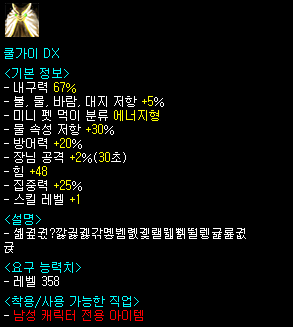 쿨가이 DX
<기본 정보>
- 내구력 67%
- 불, 물, 바람, 대지 저항 +5%
- 미니 펫 먹이 분류 에너지형
- 물 속성 저항 +30%
- 방어력 +20%
- 장님 공격 +2%(30초)
- 힘 +48
- 집중력 +25%
- 스킬 레벨 +1
<설명>
<요구 능력치>
- 레벨 358
<착용/사용 가능한 직업>
- 남성 캐릭터 전용 아이템